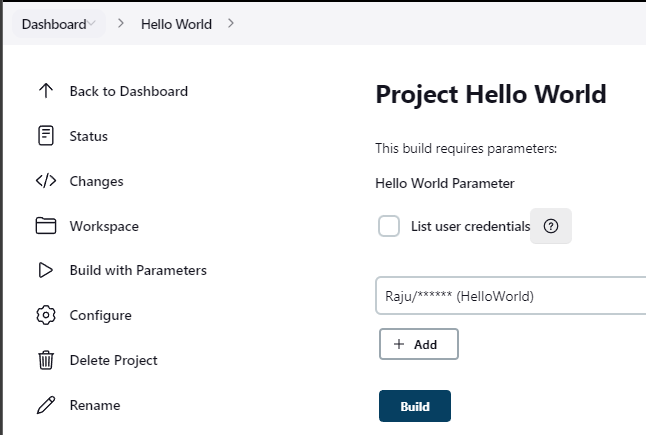 Dashboard
Hello World
Back to Dashboard
Status
Changes
Workspace
Build with Parameters
Configure
Delete Project
Rename
Project Hello World
This build requires parameters:
Hello World Parameter
List user credentials
Raju/****** (HelloWorld)
+ Add
Build